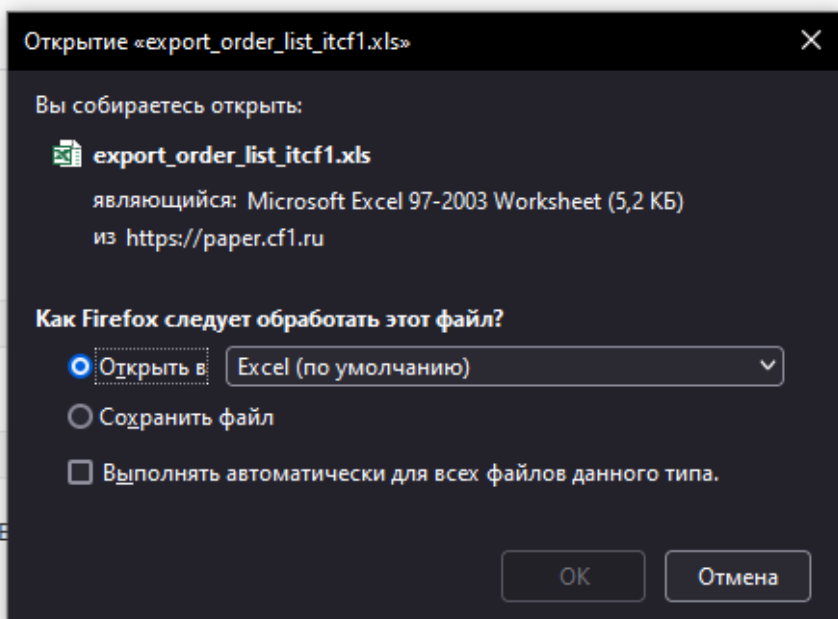 Открытие «export_order_list_itcf1.xls»
Вы собираетесь открыть:
export_order_list_itcf1.xls
являющийся: Microsoft Excel 97-2003 Worksheet (5,2 КБ)
из https://paper.cf1.ru
Как Firefox следует обработать этот файл?
Открыть в Excel (по умолчанию)
Сохранить файл
Выполнять автоматически для всех файлов данного типа.
ОК Отмена